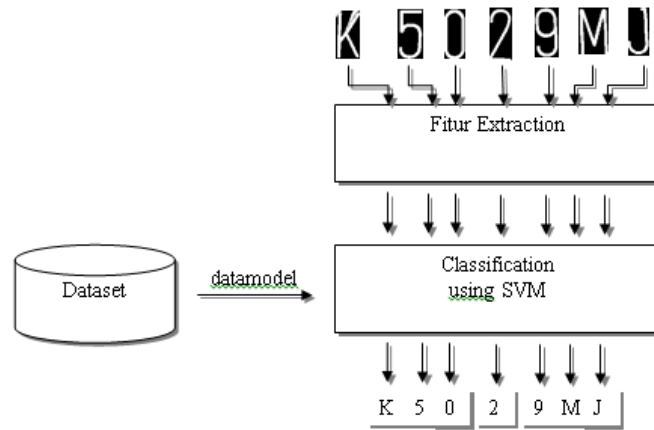 K 5 0 2 9 M J
Fitur Extraction
datamodel
Dataset
Classification
using SVM
K 5 0 2 9 M J